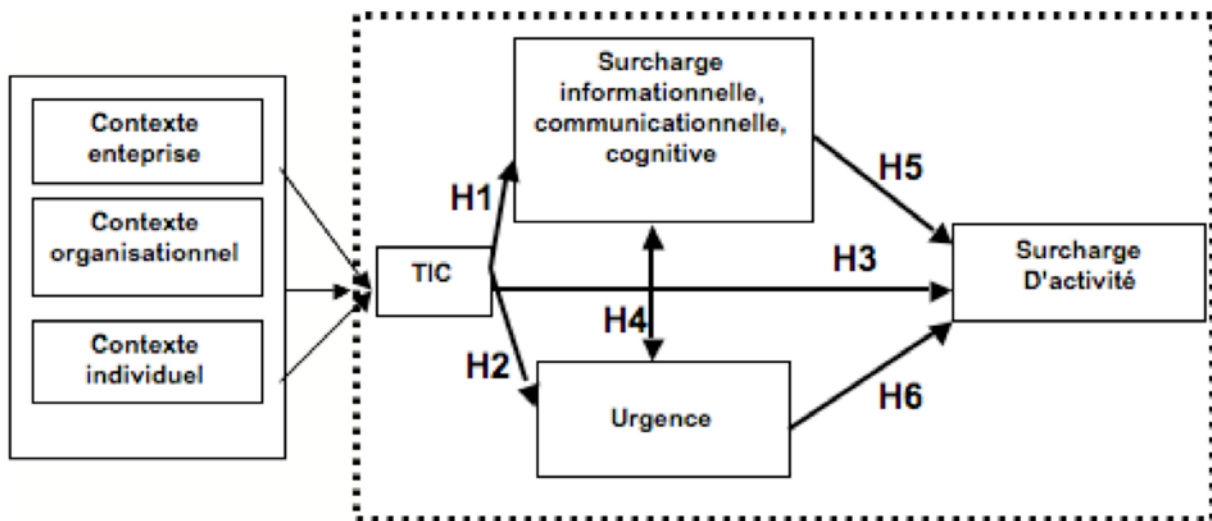 Contexte
enteprise
Contexte
organisationnel
Contexte
individuel
TIC
H1
H2
Surcharge
informationnelle,
communicationnelle,
cognitive
H3
H4
Urgence
H5
H6
Surcharge
D'activité